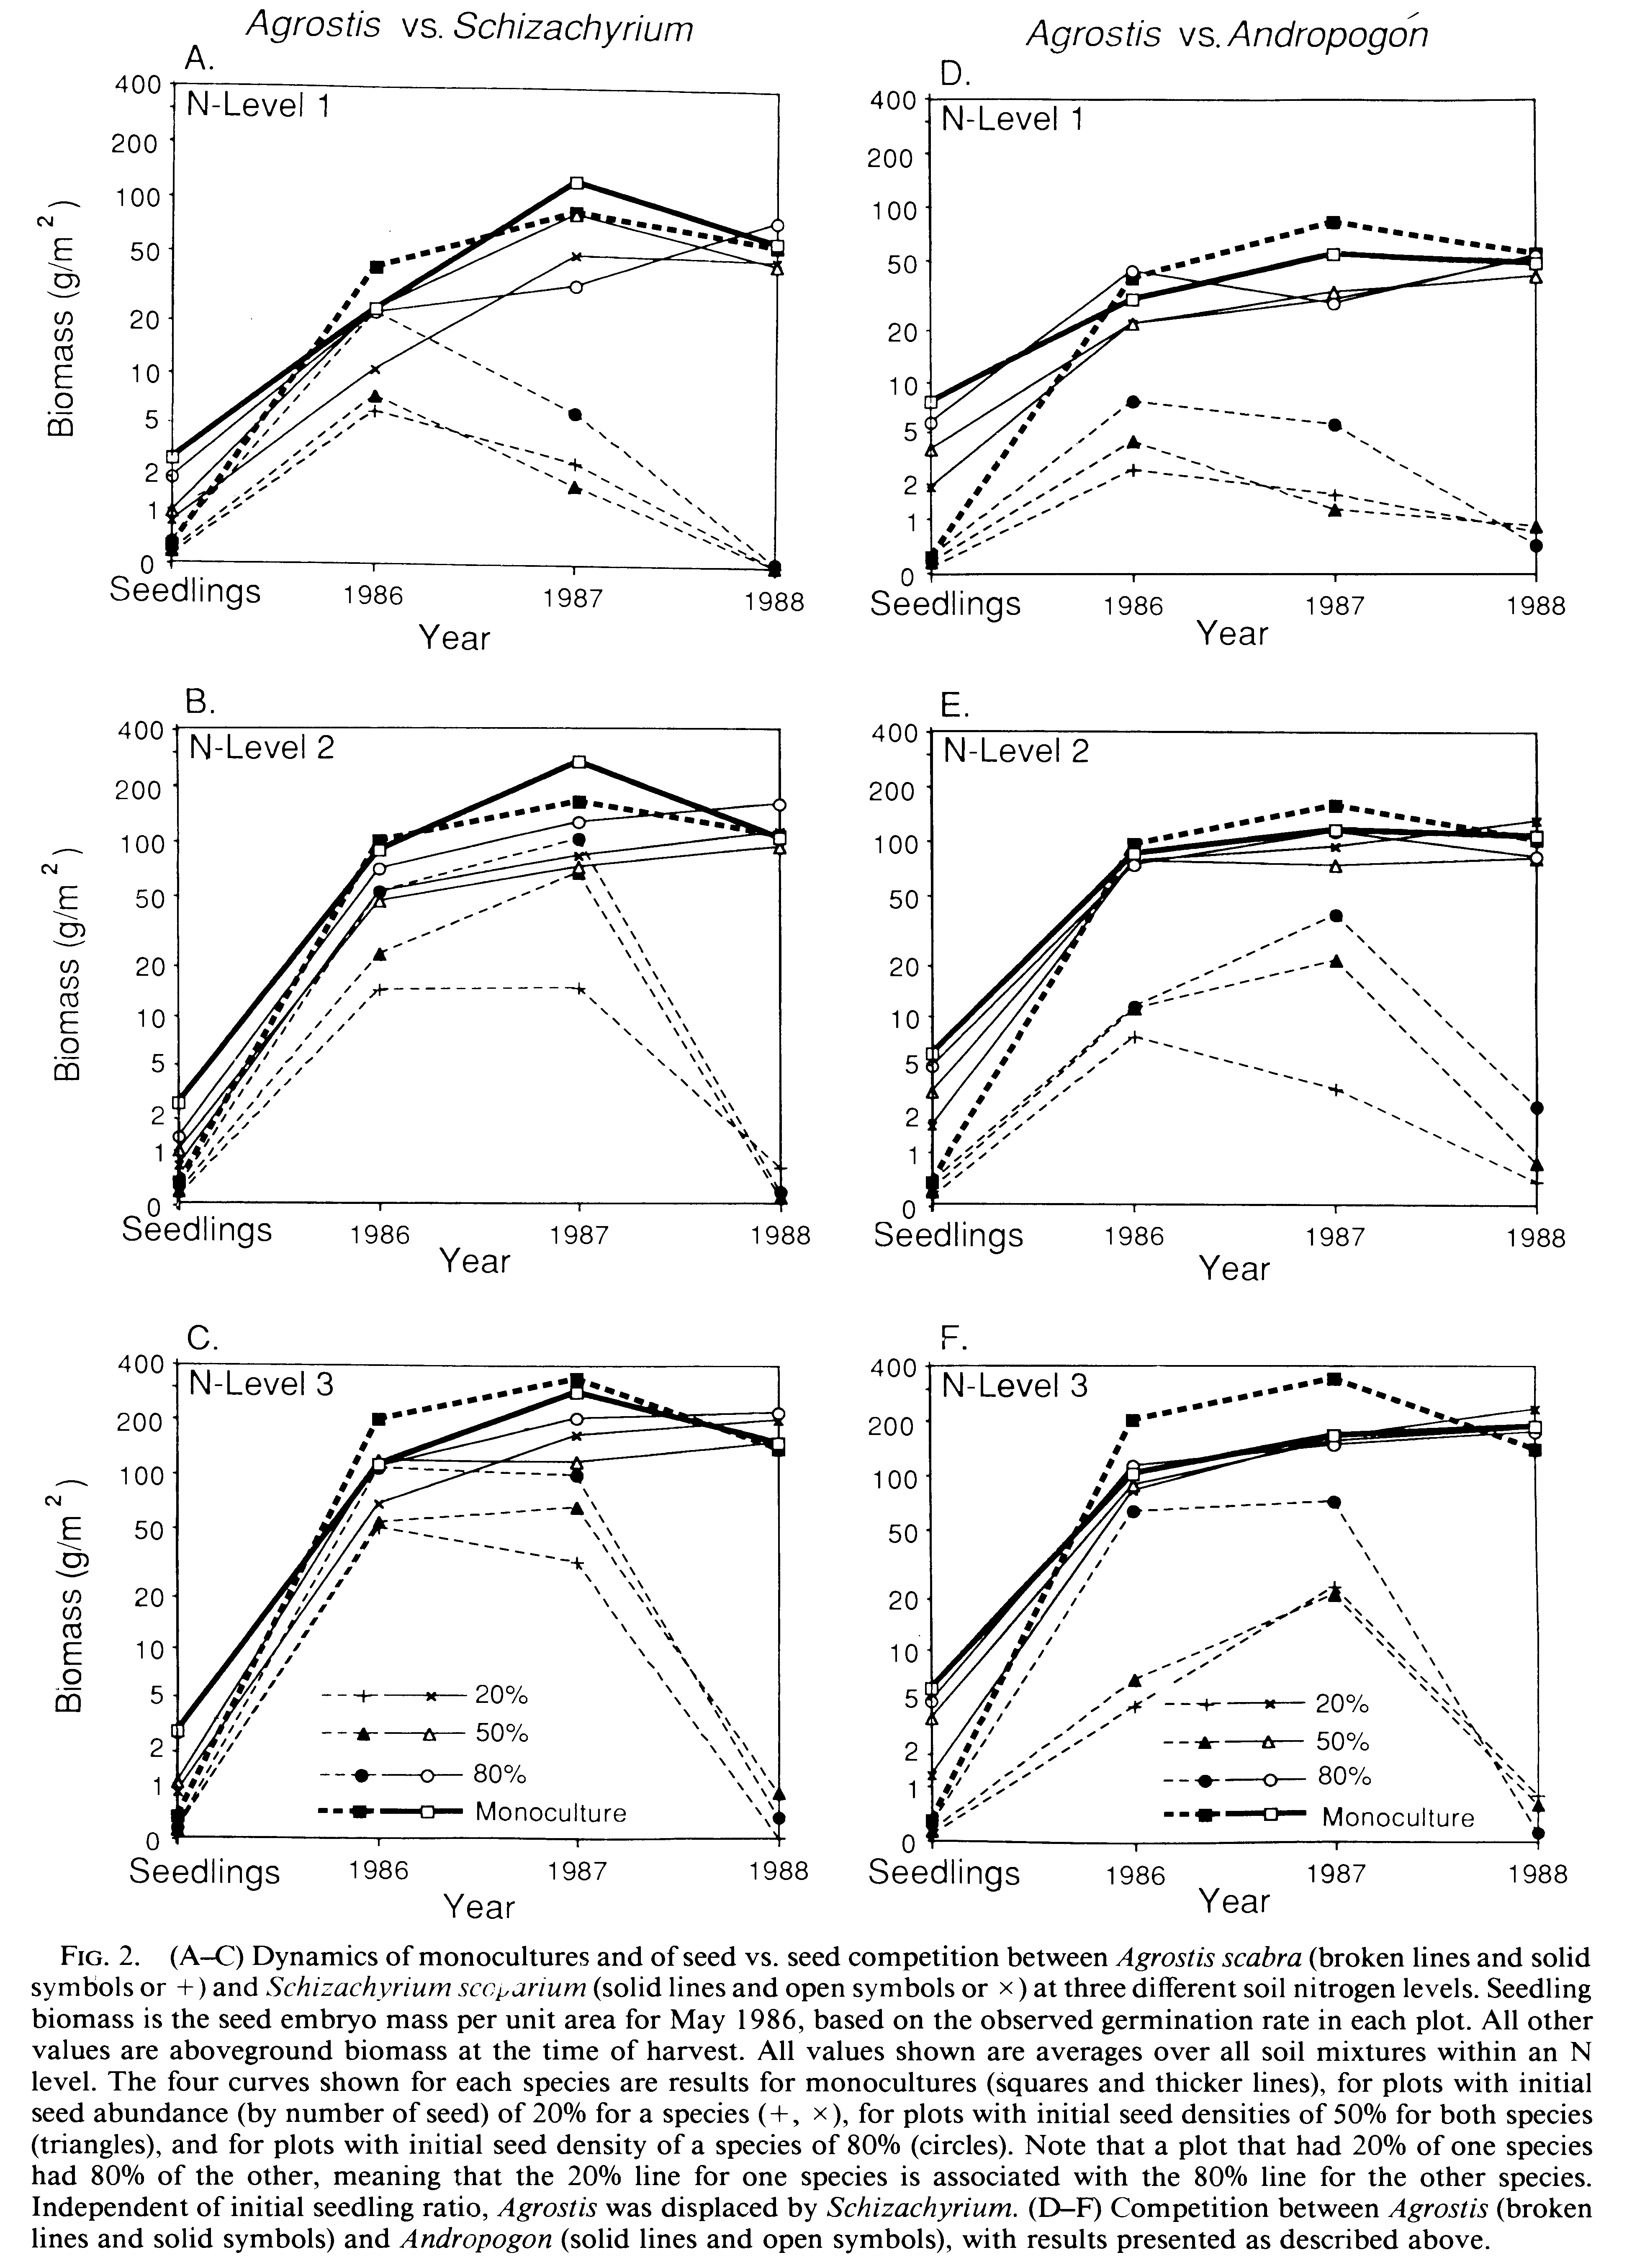 Agrostis vs. Schizachyrium
A.
N-Level 1
400
200
100
50
20
10
5
2
1
0
Biomass (g/m²)
Seedlings 1986 1987 1988
Year
Agrostis vs. Andropogon
D.
N-Level 1
400
200
100
50
20
10
5
2
1
0
Seedlings 1986 1987 1988
Year
B.
N-Level 2
400
200
100
50
20
10
5
2
1
0
Biomass (g/m²)
Seedlings 1986 1987 1988
Year
E.
N-Level 2
400
200
100
50
20
10
5
2
1
0
Seedlings 1986 1987 1988
Year
C.
N-Level 3
400
200
100
50
20
10
5
2
1
0
Biomass (g/m²)
20%
50%
80%
Monoculture
Seedlings 1986 1987 1988
Year
F.
N-Level 3
400
200
100
50
20
10
5
2
1
0
20%
50%
80%
Monoculture
Seedlings 1986 1987 1988
Year
FIG. 2. (A–C) Dynamics of monocultures and of seed vs. seed competition between Agrostis scabra (broken lines and solid
symbols or +) and Schizachyrium scoparium (solid lines and open symbols or ×) at three different soil nitrogen levels. Seedling
biomass is the seed embryo mass per unit area for May 1986, based on the observed germination rate in each plot. All other
values are aboveground biomass at the time of harvest. All values shown are averages over all soil mixtures within an N
level. The four curves shown for each species are results for monocultures (squares and thicker lines), for plots with initial
seed abundance (by number of seed) of 20% for a species (+, ×), for plots with initial seed densities of 50% for both species
(triangles), and for plots with initial seed density of a species of 80% (circles). Note that a plot that had 20% of one species
had 80% of the other, meaning that the 20% line for one species is associated with the 80% line for the other species.
Independent of initial seedling ratio, Agrostis was displaced by Schizachyrium. (D–F) Competition between Agrostis (broken
lines and solid symbols) and Andropogon (solid lines and open symbols), with results presented as described above.